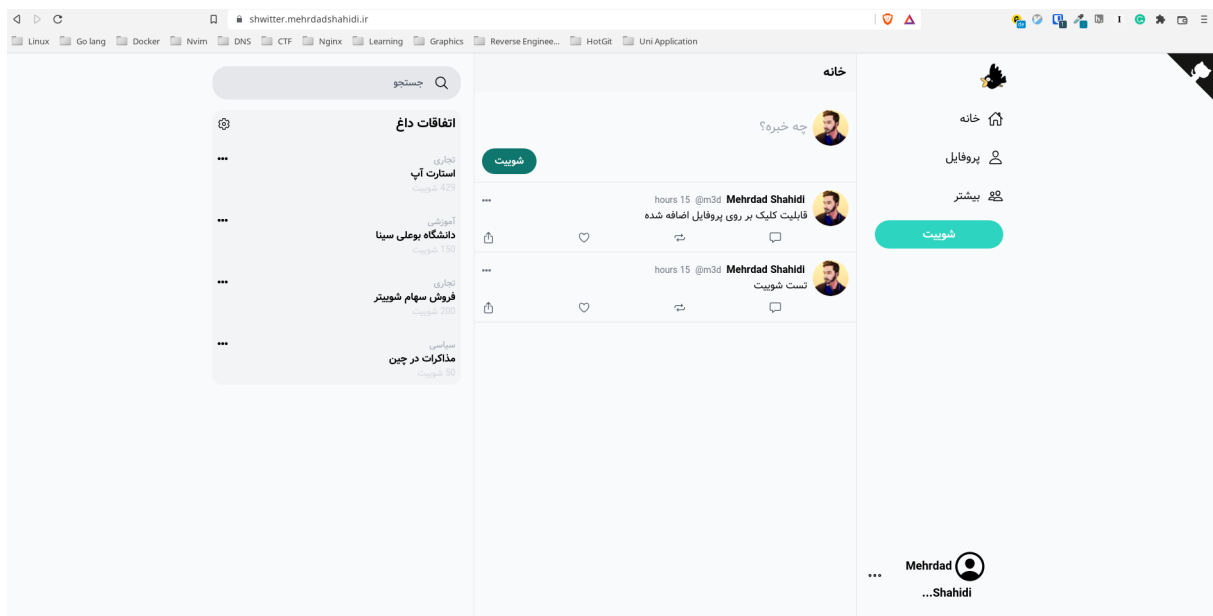 shwitter.mehrdadshahidi.ir
Linux Go lang Docker Nvim DNS CTF Nginx Learning Graphics Reverse Enginee... HotGit Uni Application
خانه
پروفایل
بیشتر
شوییت
Mehrdad
Shahidi...
خانه
چه خبره؟
شوییت
Mehrdad Shahidi @m3d 15 hours
قابلیت کلیک بر روی پروفایل اضافه شده
Mehrdad Shahidi @m3d 15 hours
تست شوییت
جستجو
اتفاقات داغ
تجاری
استارت آپ
429 شوییت
آموزشی
دانشگاه بوعلی سینا
150 شوییت
تجاری
فروش سهام شوییتر
200 شوییت
سیاسی
مذاکرات در چین
50 شوییت